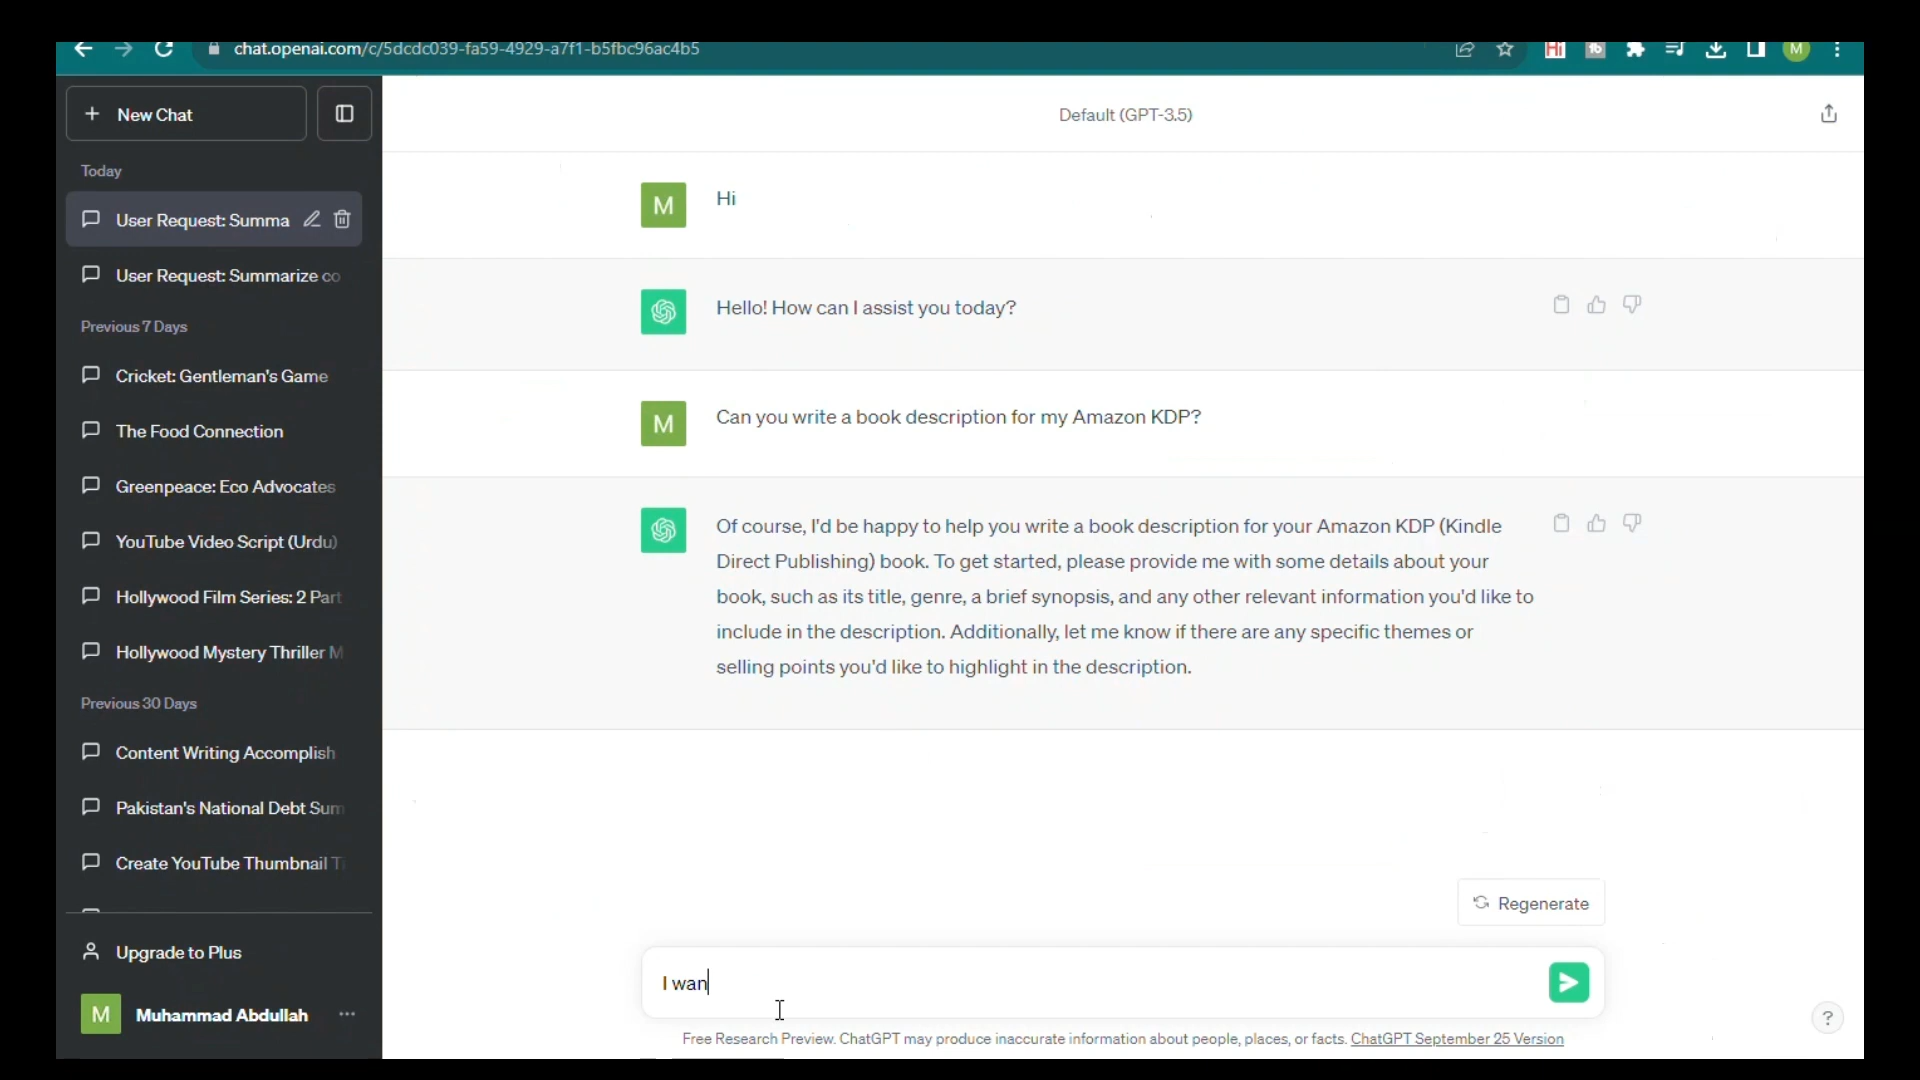 chat.openai.com/c/5dcdc039-fa59-4929-a7f1-b5fbc96ac4b5
Hi
M
New Chat
Default (GPT-3.5)
Today
User Request: Summa
User Request: Summarize co
Previous 7 Days
Cricket: Gentleman's Game
The Food Connection
Greenpeace: Eco Advocates
YouTube Video Script (Urdu)
Hollywood Film Series: 2 Part
Hollywood Mystery Thriller M
Previous 30 Days
Content Writing Accomplish
Pakistan's National Debt Sum
Create YouTube Thumbnail T
Upgrade to Plus
M
Muhammad Abdullah
M
Hi
Hello! How can I assist you today?
M
Can you write a book description for my Amazon KDP?
Of course, I'd be happy to help you write a book description for your Amazon KDP (Kindle
Direct Publishing) book. To get started, please provide me with some details about your
book, such as its title, genre, a brief synopsis, and any other relevant information you'd like to
include in the description. Additionally, let me know if there are any specific themes or
selling points you'd like to highlight in the description.
Regenerate
I wan
Free Research Preview. ChatGPT may produce inaccurate information about people, places, or facts. ChatGPT September 25 Version
?